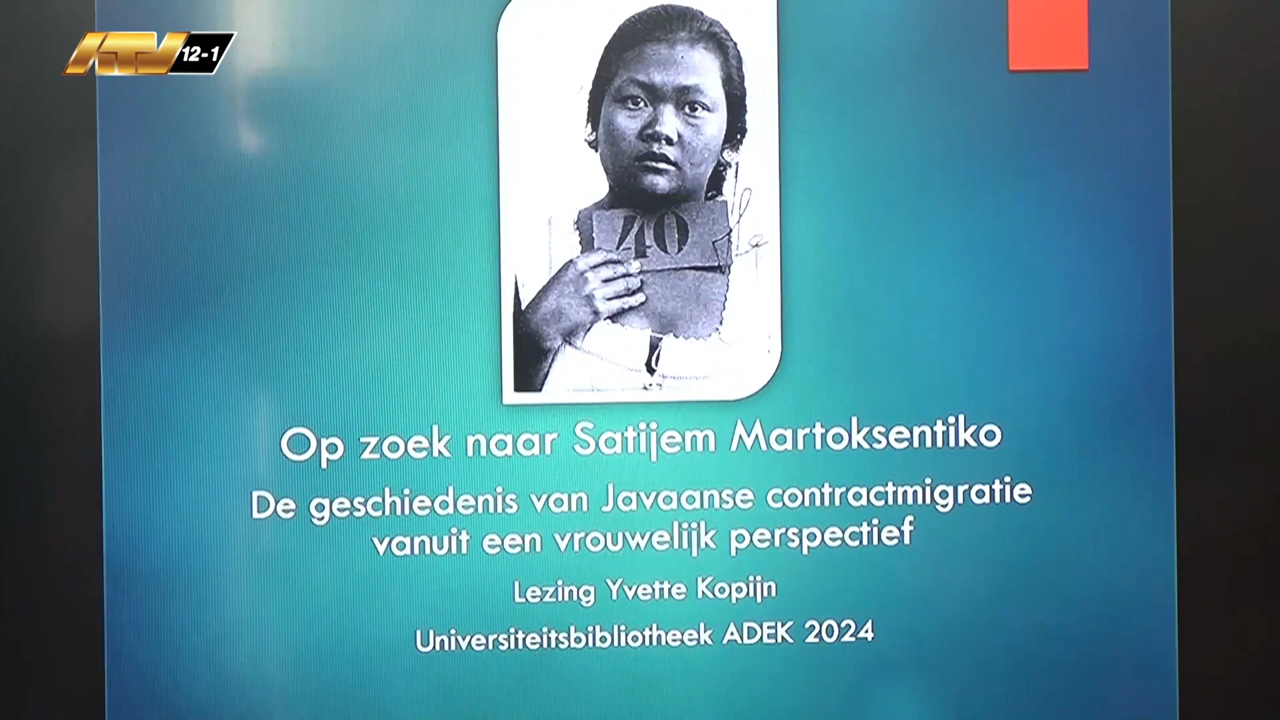 ATV 12-1
40
Op zoek naar Satijem Martoksentiko
De geschiedenis van Javaanse contractmigratie
vanuit een vrouwelijk perspectief
Lezing Yvette Kopijn
Universiteitsbibliotheek ADEK 2024